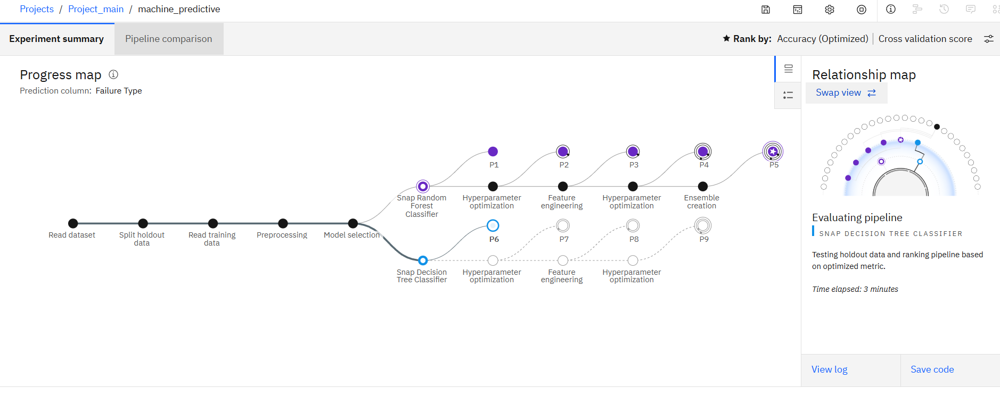 Projects / Project_main / machine_predictive
Experiment summary
Pipeline comparison
Rank by: Accuracy (Optimized) | Cross validation score
Progress map
Prediction column: Failure Type
Relationship map
Swap view
P1
P2
P3
P4
P5
Snap Random
Forest
Classifier
Hyperparameter
optimization
Feature
engineering
Hyperparameter
optimization
Ensemble
creation
Read dataset
Split holdout
data
Read training
data
Preprocessing
Model selection
P6
P7
P8
P9
Snap Decision
Tree Classifier
Hyperparameter
optimization
Feature
engineering
Hyperparameter
optimization
Evaluating pipeline
SNAP DECISION TREE CLASSIFIER
Testing holdout data and ranking pipeline based
on optimized metric.
Time elapsed: 3 minutes
View log
Save code